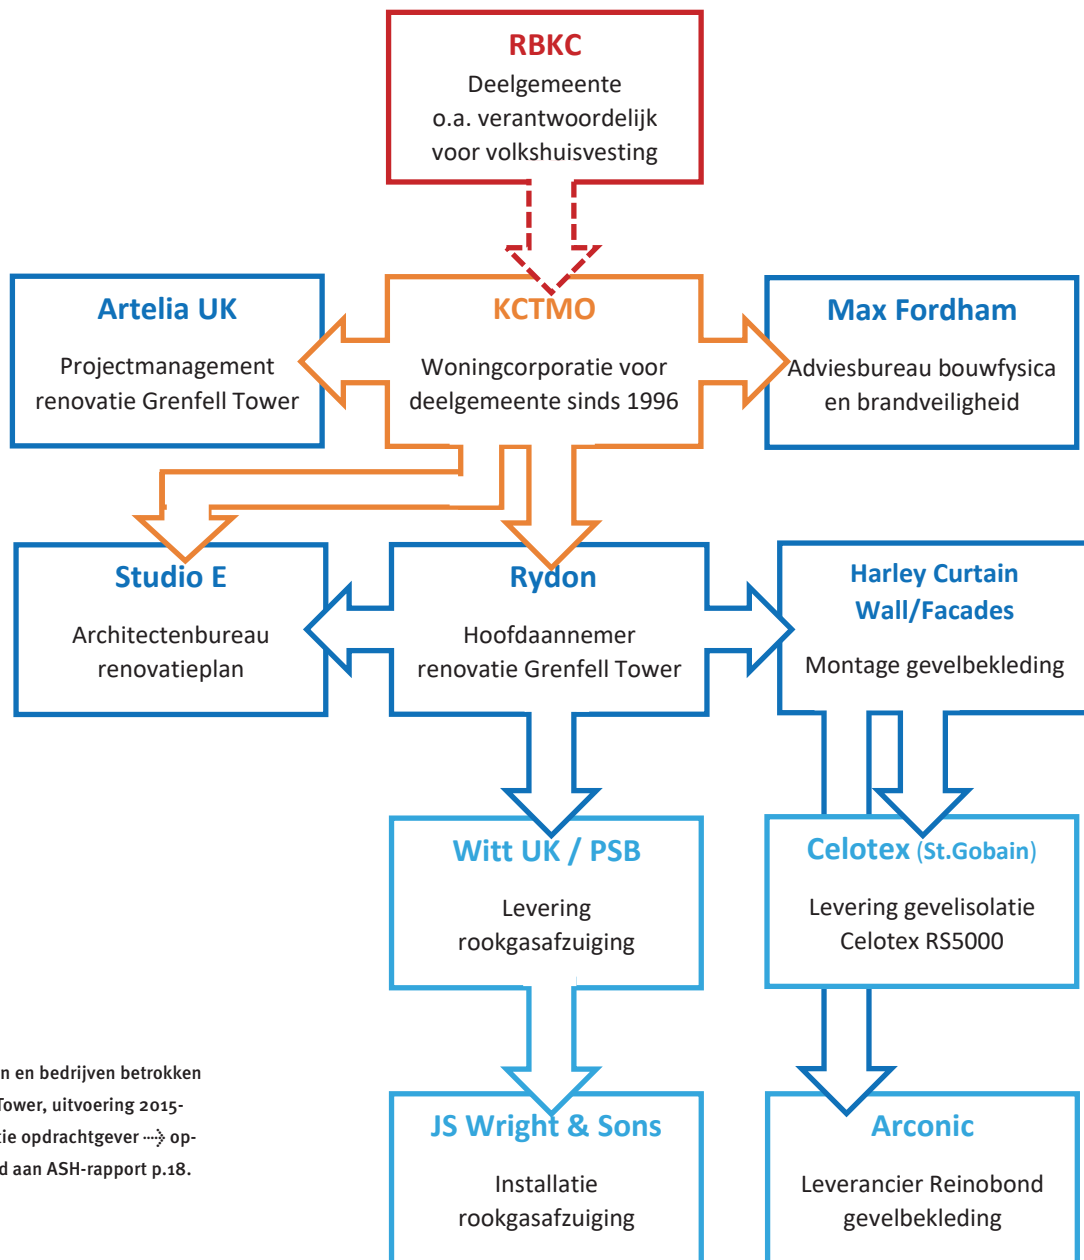 RBKC
Deelgemeente
o.a. verantwoordelijk
voor volkshuisvesting
Artelia UK
Projectmanagement
renovatie Grenfell Tower
KCTMO
Woningcorporatie voor
deelgemeente sinds 1996
Max Fordham
Adviesbureau bouwfysica
en brandveiligheid
Studio E
Architectenbureau
renovatieplan
Rydon
Hoofdaannemer
renovatie Grenfell Tower
Harley Curtain
Wall/Facades
Montage gevelbekleding
Witt UK / PSB
Levering
rookgasafzuiging
Celotex (St.Gobain)
Levering gevelisolatie
Celotex RS5000
n en bedrijven betrokken
Tower, uitvoering 2015-
tie opdrachtgever ····> op-
d aan ASH-rapport p.18.
JS Wright & Sons
Installatie
rookgasafzuiging
Arconic
Leverancier Reinobond
gevelbekleding